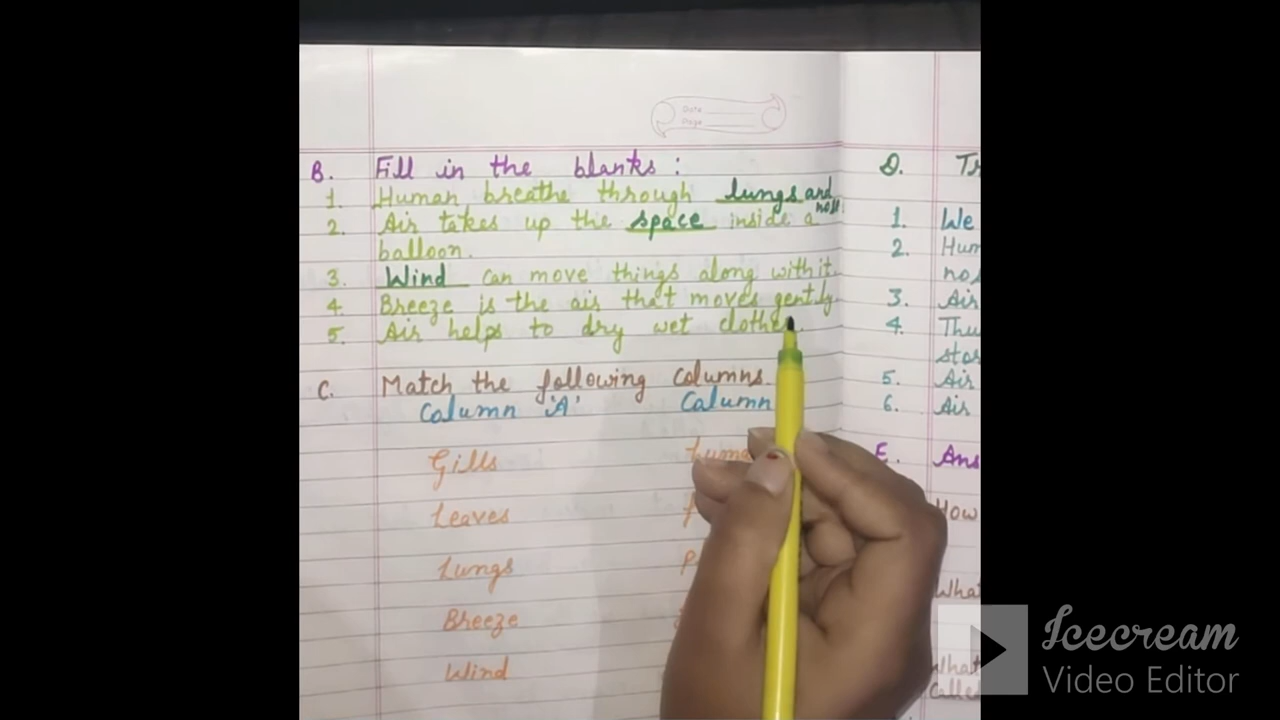 Date
Page
B. Fill in the blanks :
1. Human breathe through lungs and
nose
2. Air takes up the space inside a
balloon.
3. Wind can move things along with it.
4. Breeze is the air that moves gently
5. Air helps to dry wet clothes.
C. Match the following columns.
Column 'A' Column
Gills
Leaves
Lungs
Breeze
Wind
D.
1. We
2. Hum
nos
3. Air
4. Thu
5. Air
6. Air
E. Ans
How
What
What
Icecream
Video Editor